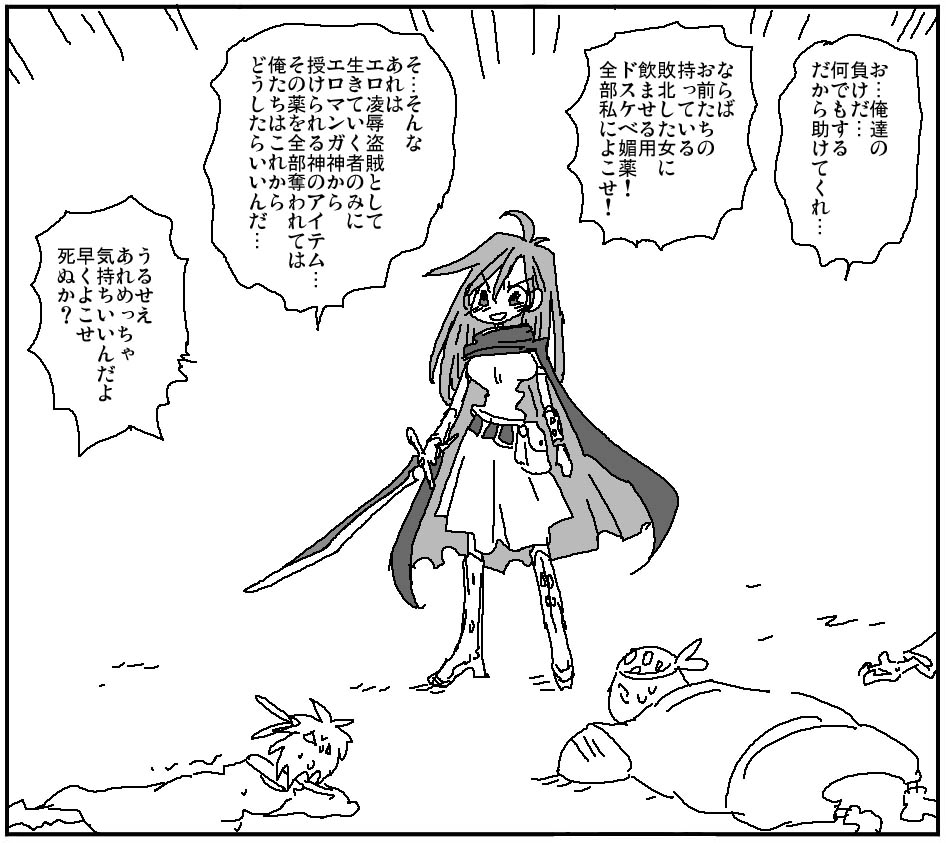 お…俺達の
負けだ…
何でもする
だから助けてくれ…
ならば
お前たちの
持っている
敗北した女に
飲ませる用
ドスケベ媚薬！
全部私によこせ！
そ…そんな
あれは
エロ凌辱盗賊として
生きていく者のみに
エロマンガ神から
授けられる神のアイテム…
その薬を全部奪われては
俺たちはこれから
どうしたらいいんだ…
うるせえ
あれめっちゃ
気持ちいいんだよ
早くよこせ
死ぬか？